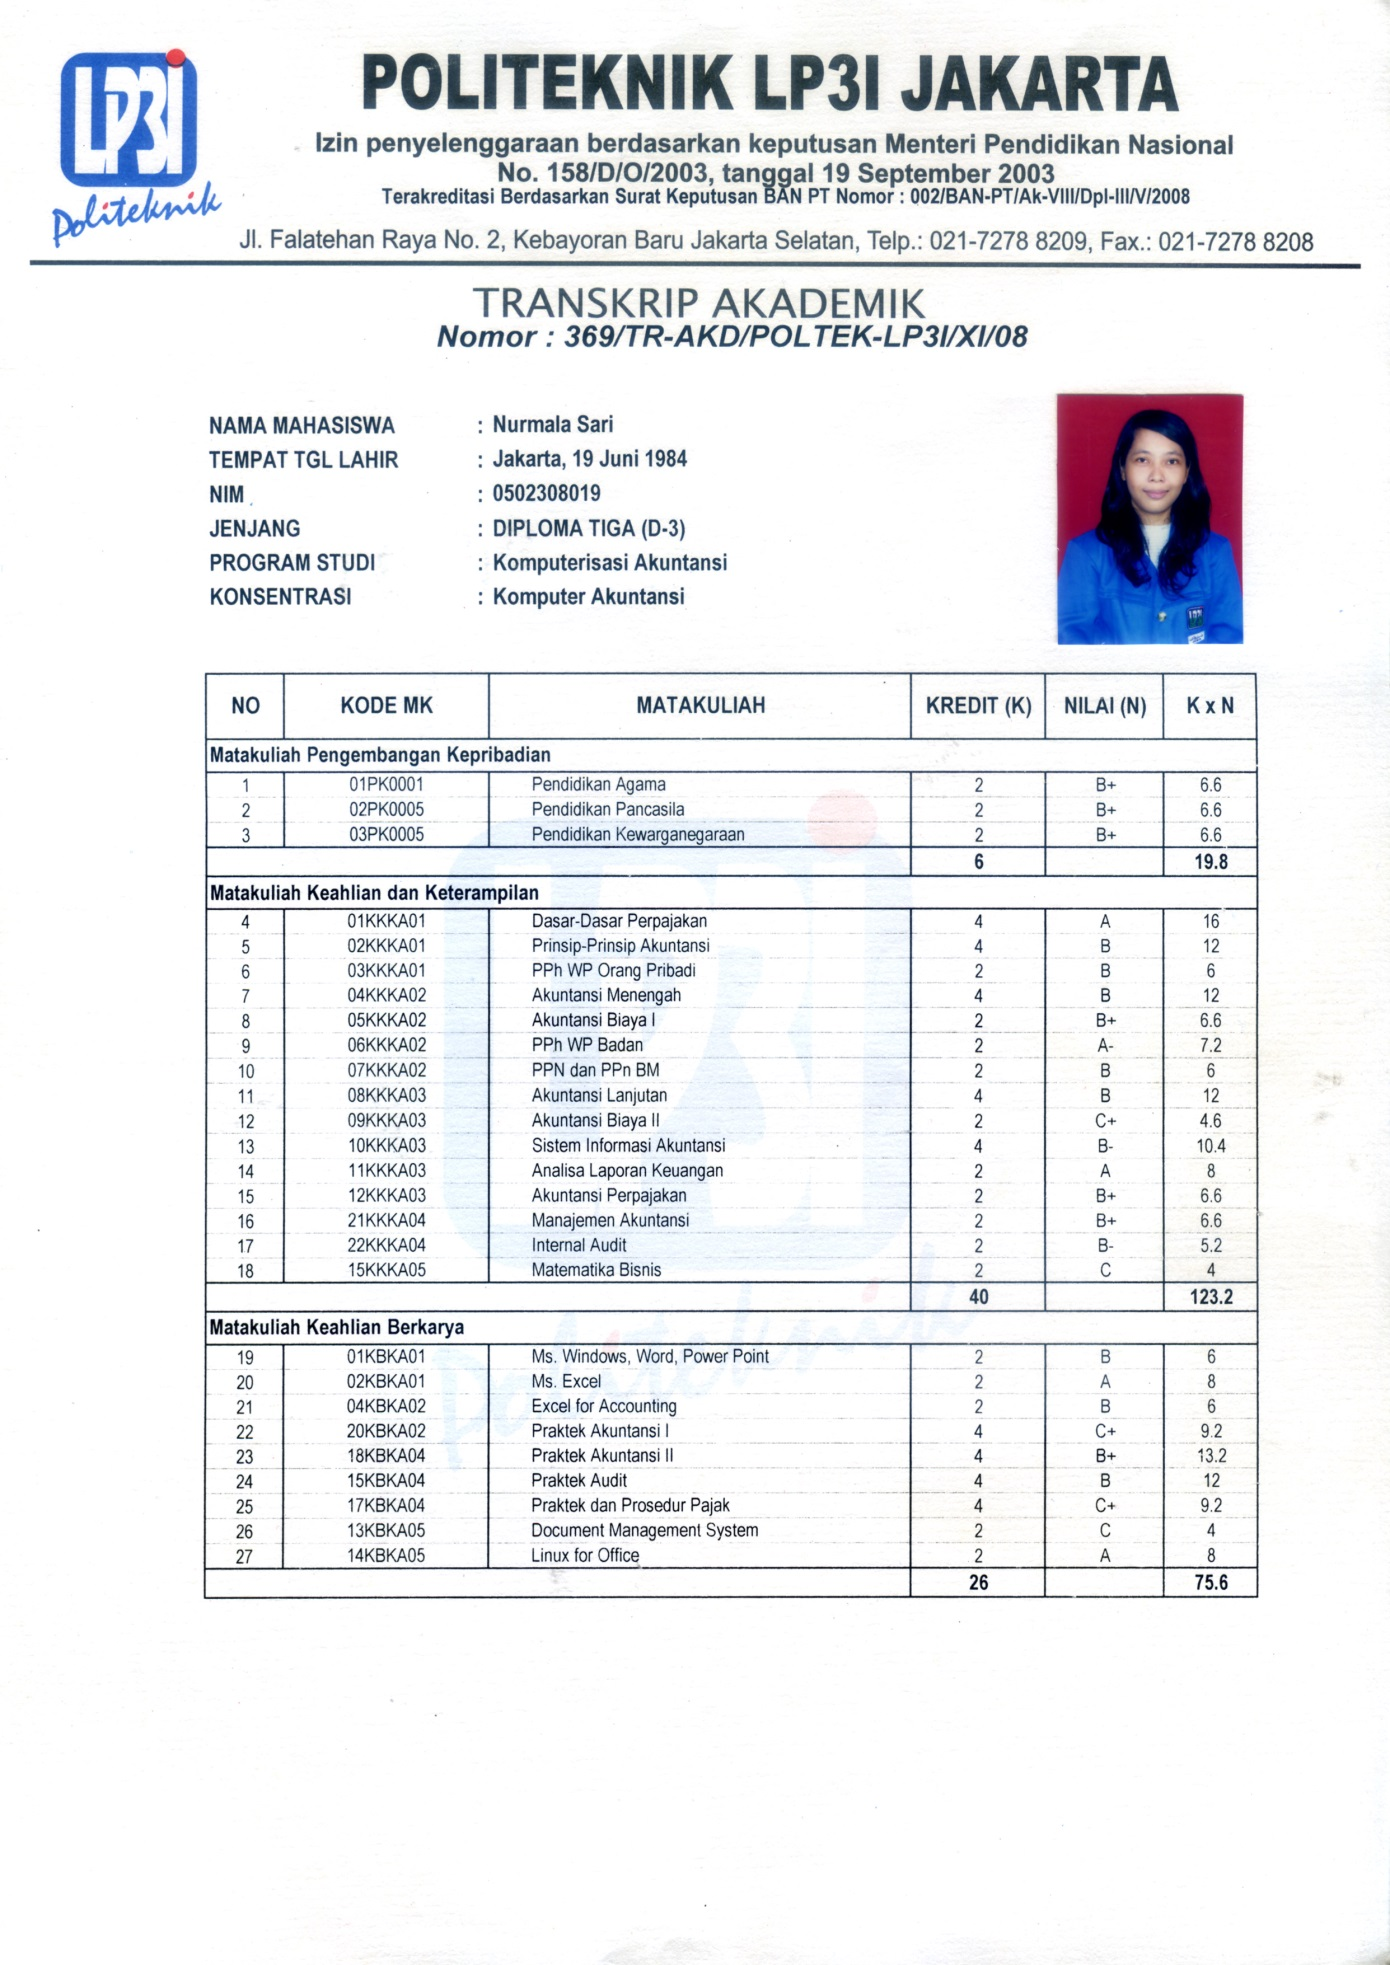 LP3I
Politeknik
POLITEKNIK LP3I JAKARTA
Izin penyelenggaraan berdasarkan keputusan Menteri Pendidikan Nasional
No. 158/D/O/2003, tanggal 19 September 2003
Terakreditasi Berdasarkan Surat Keputusan BAN PT Nomor : 002/BAN-PT/Ak-VIII/Dpl-III/V/2008
Jl. Falatehan Raya No. 2, Kebayoran Baru Jakarta Selatan, Telp.: 021-7278 8209, Fax.: 021-7278 8208
TRANSKRIP AKADEMIK
Nomor : 369/TR-AKD/POLTEK-LP3I/XI/08
NAMA MAHASISWA : Nurmala Sari
TEMPAT TGL LAHIR : Jakarta, 19 Juni 1984
NIM : 0502308019
JENJANG : DIPLOMA TIGA (D-3)
PROGRAM STUDI : Komputerisasi Akuntansi
KONSENTRASI : Komputer Akuntansi
LP3I
NO KODE MK MATAKULIAH KREDIT (K) NILAI (N) K x N
Matakuliah Pengembangan Kepribadian
1 01PK0001 Pendidikan Agama 2 B+ 6.6
2 02PK0005 Pendidikan Pancasila 2 B+ 6.6
3 03PK0005 Pendidikan Kewarganegaraan 2 B+ 6.6
6 19.8
Matakuliah Keahlian dan Keterampilan
4 01KKKA01 Dasar-Dasar Perpajakan 4 A 16
5 02KKKA01 Prinsip-Prinsip Akuntansi 4 B 12
6 03KKKA01 PPh WP Orang Pribadi 2 B 6
7 04KKKA02 Akuntansi Menengah 4 B 12
8 05KKKA02 Akuntansi Biaya I 2 B+ 6.6
9 06KKKA02 PPh WP Badan 2 A- 7.2
10 07KKKA02 PPN dan PPn BM 2 B 6
11 08KKKA03 Akuntansi Lanjutan 4 B 12
12 09KKKA03 Akuntansi Biaya II 2 C+ 4.6
13 10KKKA03 Sistem Informasi Akuntansi 4 B- 10.4
14 11KKKA03 Analisa Laporan Keuangan 2 A 8
15 12KKKA03 Akuntansi Perpajakan 2 B+ 6.6
16 21KKKA04 Manajemen Akuntansi 2 B+ 6.6
17 22KKKA04 Internal Audit 2 B- 5.2
18 15KKKA05 Matematika Bisnis 2 C 4
40 123.2
Matakuliah Keahlian Berkarya
19 01KBKA01 Ms. Windows, Word, Power Point 2 B 6
20 02KBKA01 Ms. Excel 2 A 8
21 04KBKA02 Excel for Accounting 2 B 6
22 20KBKA02 Praktek Akuntansi I 4 C+ 9.2
23 18KBKA04 Praktek Akuntansi II 4 B+ 13.2
24 15KBKA04 Praktek Audit 4 B 12
25 17KBKA04 Praktek dan Prosedur Pajak 4 C+ 9.2
26 13KBKA05 Document Management System 2 C 4
27 14KBKA05 Linux for Office 2 A 8
26 75.6
Politeknik